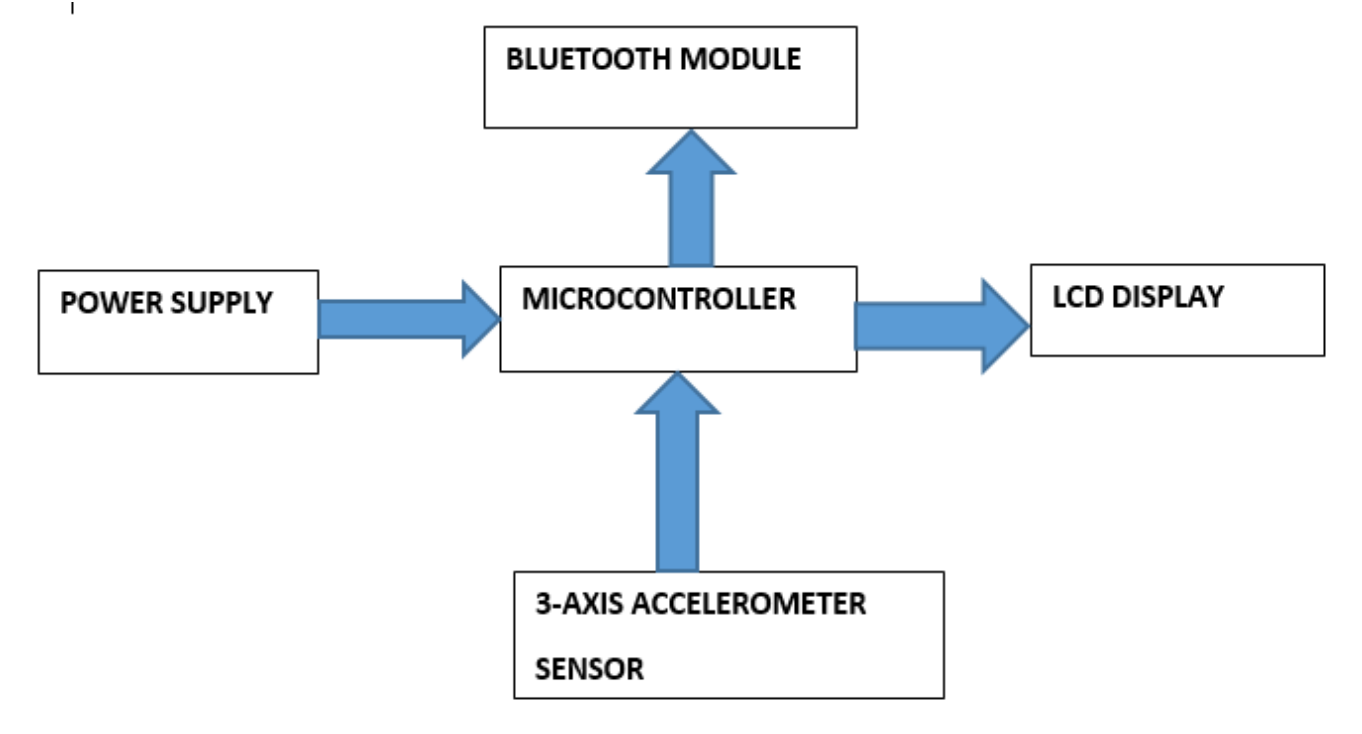 BLUETOOTH MODULE
POWER SUPPLY
MICROCONTROLLER
LCD DISPLAY
3-AXIS ACCELEROMETER
SENSOR